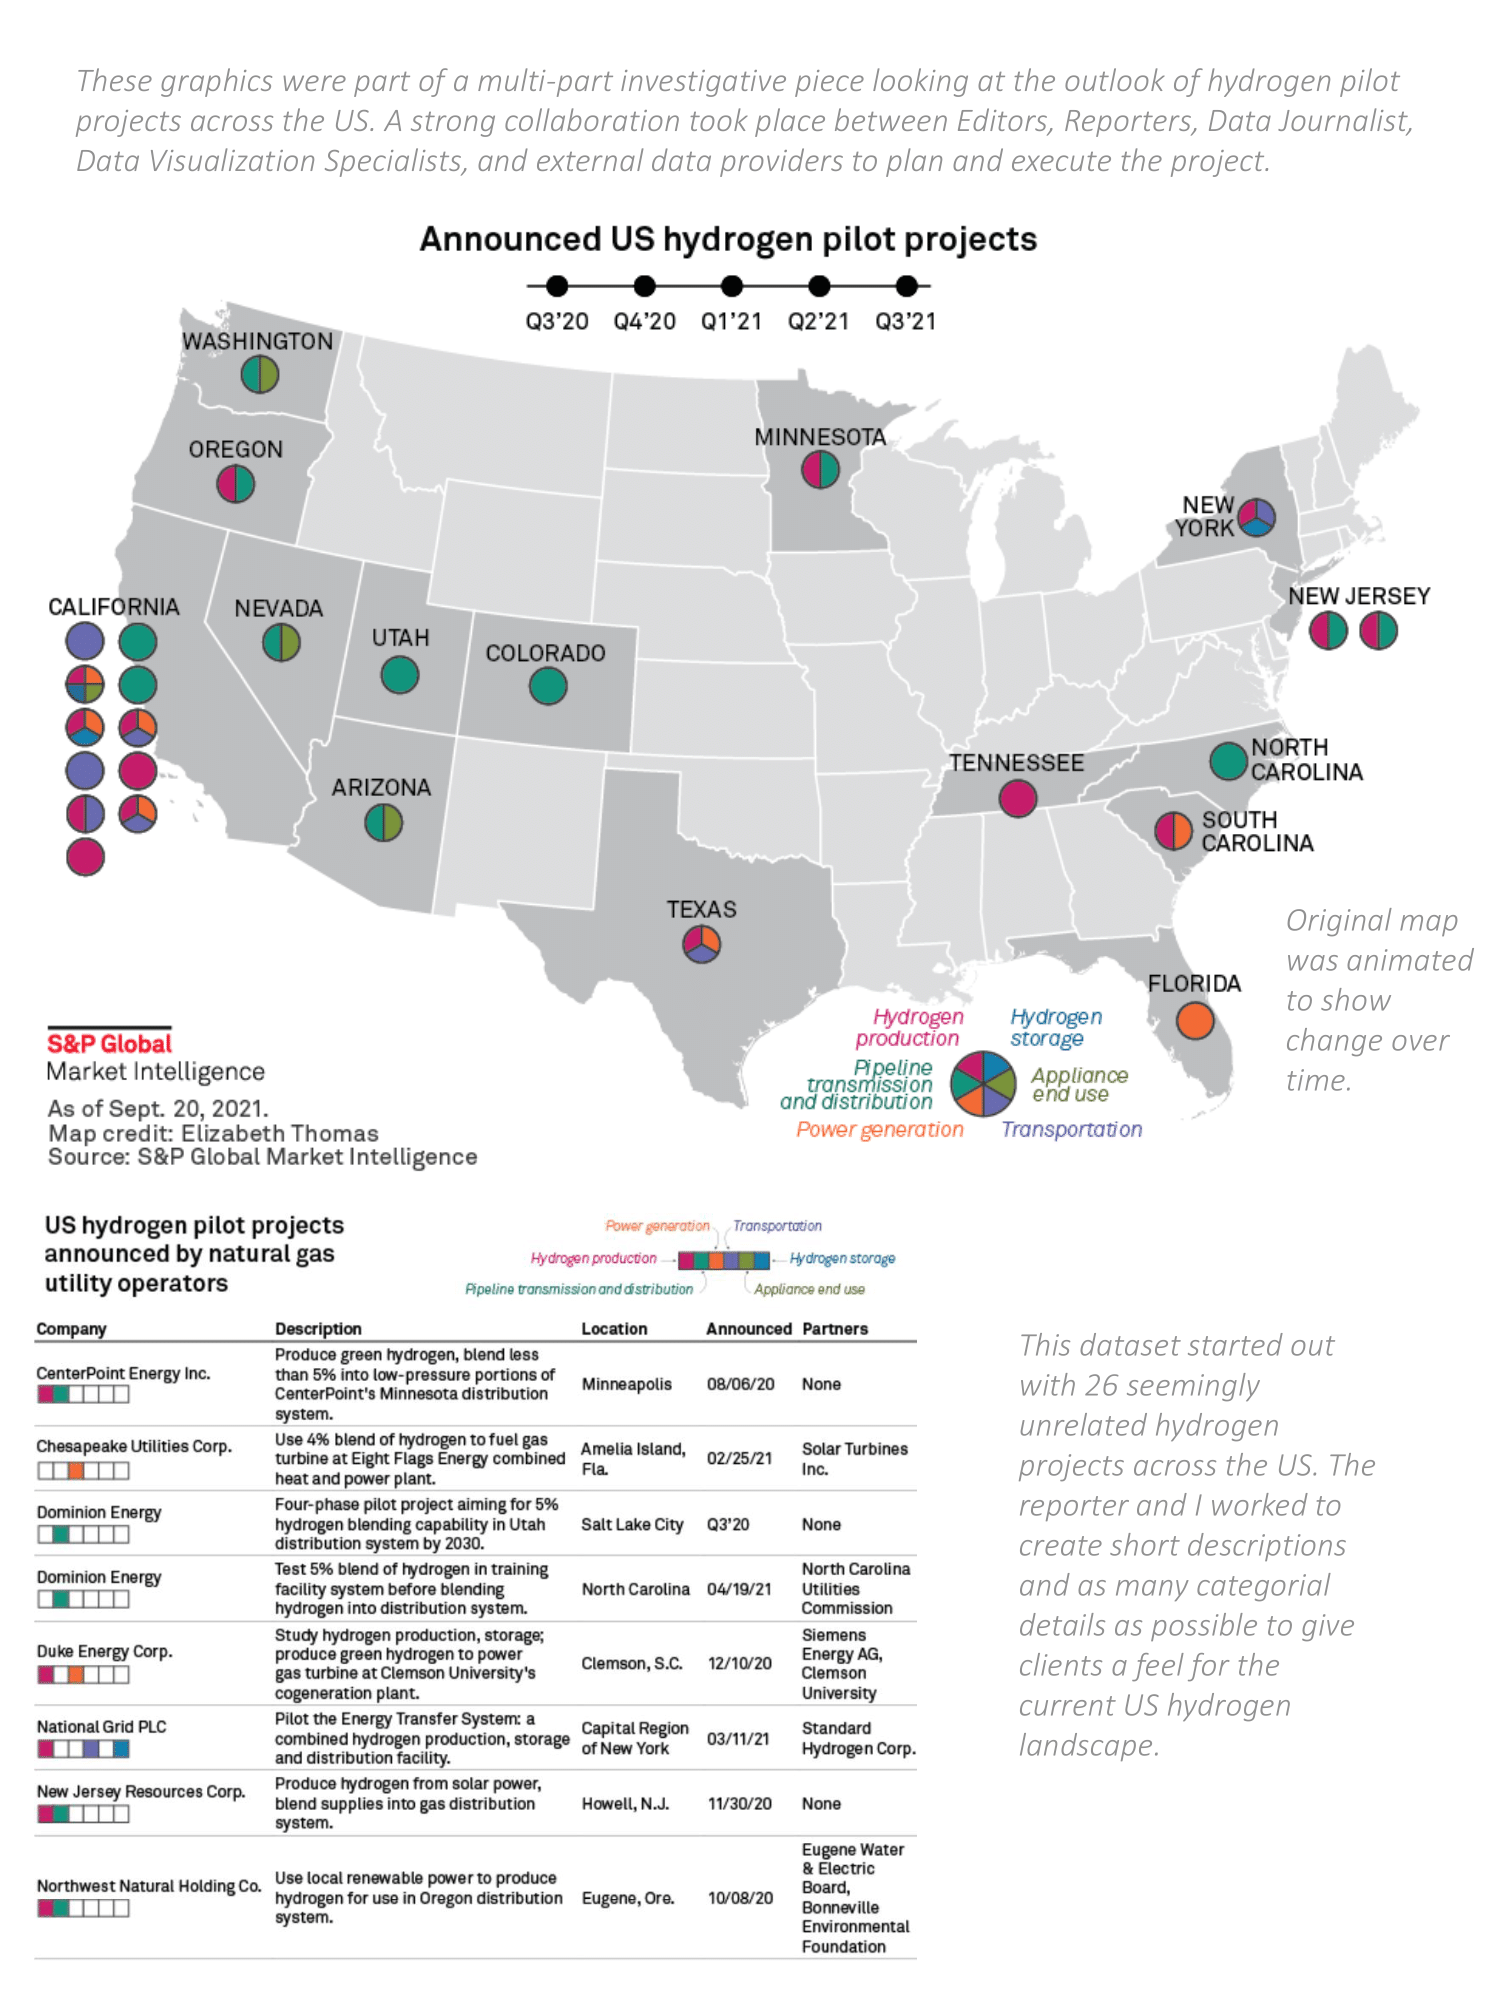 These graphics were part of a multi-part investigative piece looking at the outlook of hydrogen pilot
projects across the US. A strong collaboration took place between Editors, Reporters, Data Journalist,
Data Visualization Specialists, and external data providers to plan and execute the project.
Announced US hydrogen pilot projects
Q3'20 Q4'20 Q1'21 Q2'21 Q3'21
WASHINGTON
OREGON
MINNESOTA
NEW
YORK
CALIFORNIA
NEVADA
UTAH
COLORADO
NEW JERSEY
ARIZONA
TENNESSEE
NORTH
CAROLINA
SOUTH
CAROLINA
TEXAS
FLORIDA
Original map
was animated
to show
change over
time.
Hydrogen
production
Hydrogen
storage
Pipeline
transmission
and distribution
Appliance
end use
Power generation
Transportation
S&P Global
Market Intelligence
As of Sept. 20, 2021.
Map credit: Elizabeth Thomas
Source: S&P Global Market Intelligence
US hydrogen pilot projects
announced by natural gas
utility operators
Power generation Transportation
Hydrogen production Hydrogen storage
Pipeline transmission and distribution Appliance end use
Company Description Location Announced Partners
CenterPoint Energy Inc.
Produce green hydrogen, blend less
than 5% into low-pressure portions of
CenterPoint's Minnesota distribution
system.
Minneapolis
08/06/20
None
Chesapeake Utilities Corp.
Use 4% blend of hydrogen to fuel gas
turbine at Eight Flags Energy combined
heat and power plant.
Amelia Island,
Fla.
02/25/21
Solar Turbines
Inc.
Dominion Energy
Four-phase pilot project aiming for 5%
hydrogen blending capability in Utah
distribution system by 2030.
Salt Lake City
Q3'20
None
Dominion Energy
Test 5% blend of hydrogen in training
facility system before blending
hydrogen into distribution system.
North Carolina
04/19/21
North Carolina
Utilities
Commission
Duke Energy Corp.
Study hydrogen production, storage;
produce green hydrogen to power
gas turbine at Clemson University's
cogeneration plant.
Clemson, S.C.
12/10/20
Siemens
Energy AG,
Clemson
University
National Grid PLC
Pilot the Energy Transfer System: a
combined hydrogen production, storage
and distribution facility.
Capital Region
of New York
03/11/21
Standard
Hydrogen Corp.
New Jersey Resources Corp.
Produce hydrogen from solar power,
blend supplies into gas distribution
system.
Howell, N.J.
11/30/20
None
Northwest Natural Holding Co.
Use local renewable power to produce
hydrogen for use in Oregon distribution
system.
Eugene, Ore.
10/08/20
Eugene Water
& Electric
Board,
Bonneville
Environmental
Foundation
This dataset started out
with 26 seemingly
unrelated hydrogen
projects across the US. The
reporter and I worked to
create short descriptions
and as many categorial
details as possible to give
clients a feel for the
current US hydrogen
landscape.